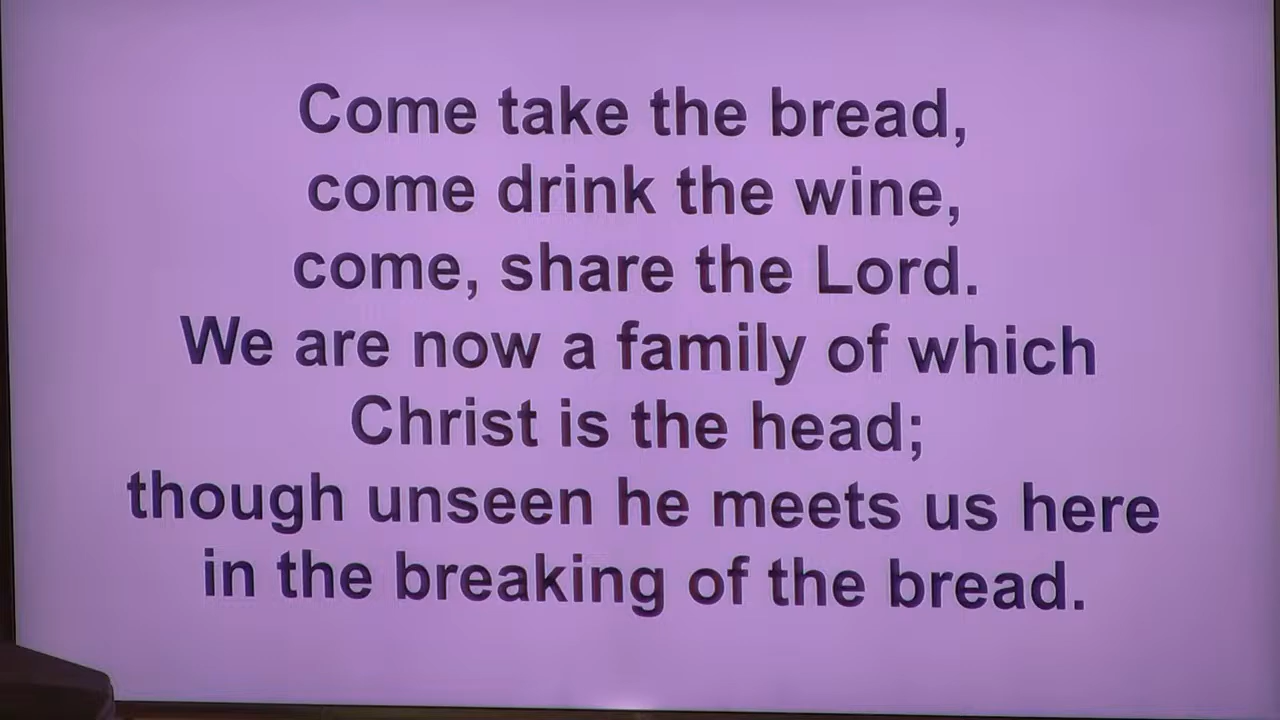 Come take the bread,
come drink the wine,
come, share the Lord.
We are now a family of which
Christ is the head;
though unseen he meets us here
in the breaking of the bread.